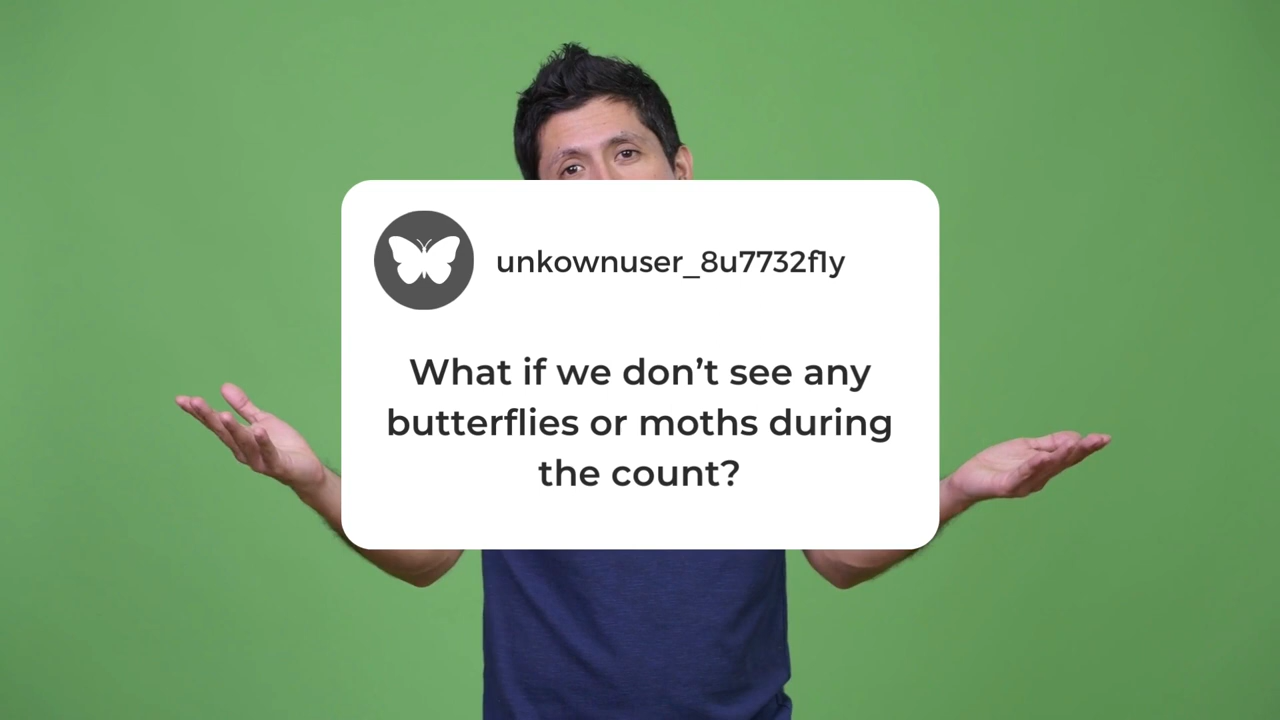 unkownuser_8u7732f1y
What if we don’t see any
butterflies or moths during
the count?